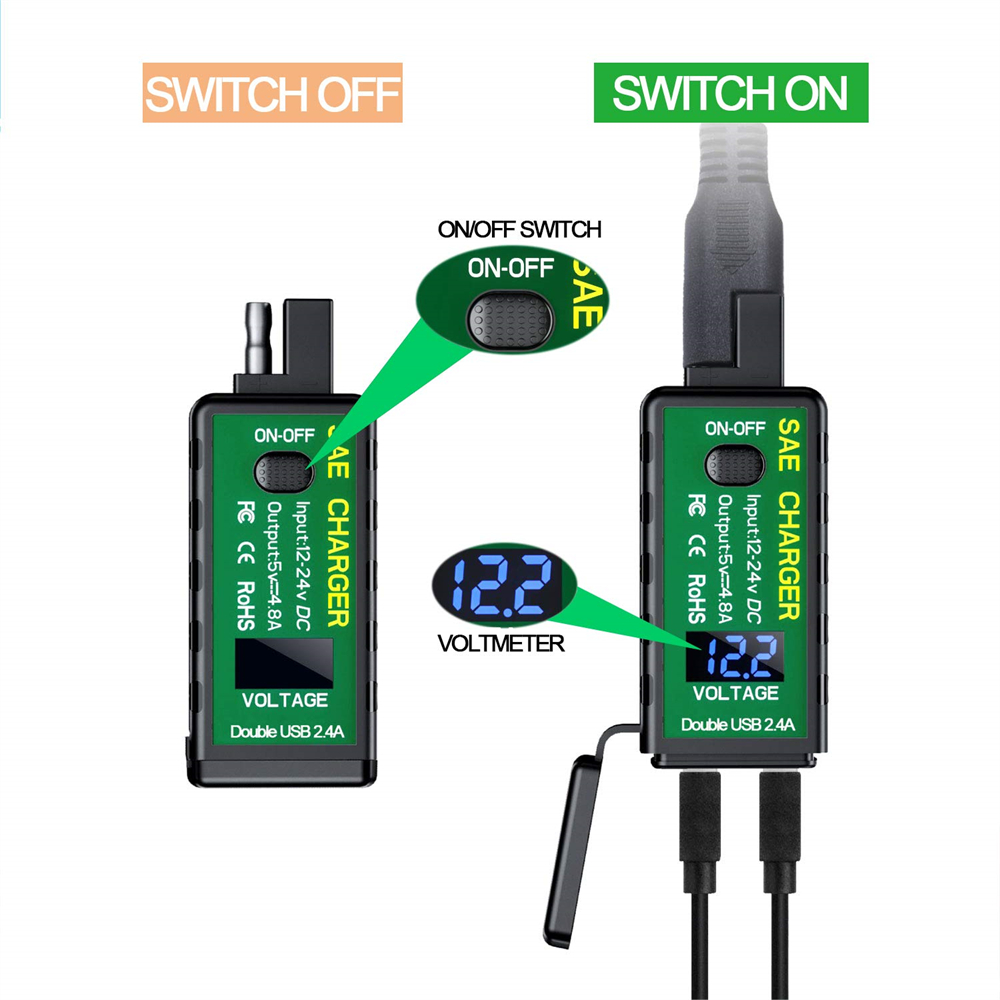 SWITCH OFF
SWITCH ON
ON/OFF SWITCH
ON-OFF
SAE
ON-OFF
SAE CHARGER
Input:12-24v DC
Output:5v⎓4.8A
FC CE RoHS
VOLTAGE
Double USB 2.4A
12.2
VOLTMETER
ON-OFF
SAE CHARGER
Input:12-24v DC
Output:5v⎓4.8A
FC CE RoHS
12.2
VOLTAGE
Double USB 2.4A